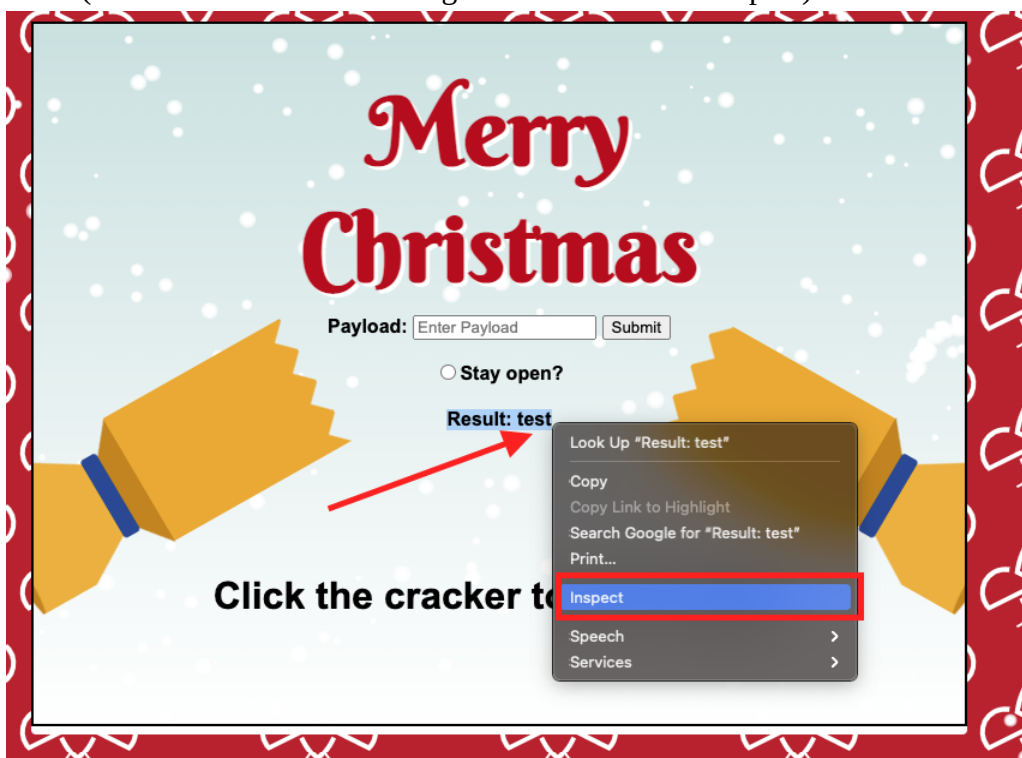 Merry
Christmas
Payload: Enter Payload Submit
Stay open?
Result: test
Look Up "Result: test"
Copy
Copy Link to Highlight
Search Google for "Result: test"
Print...
Click the cracker to
Inspect
Speech
Services